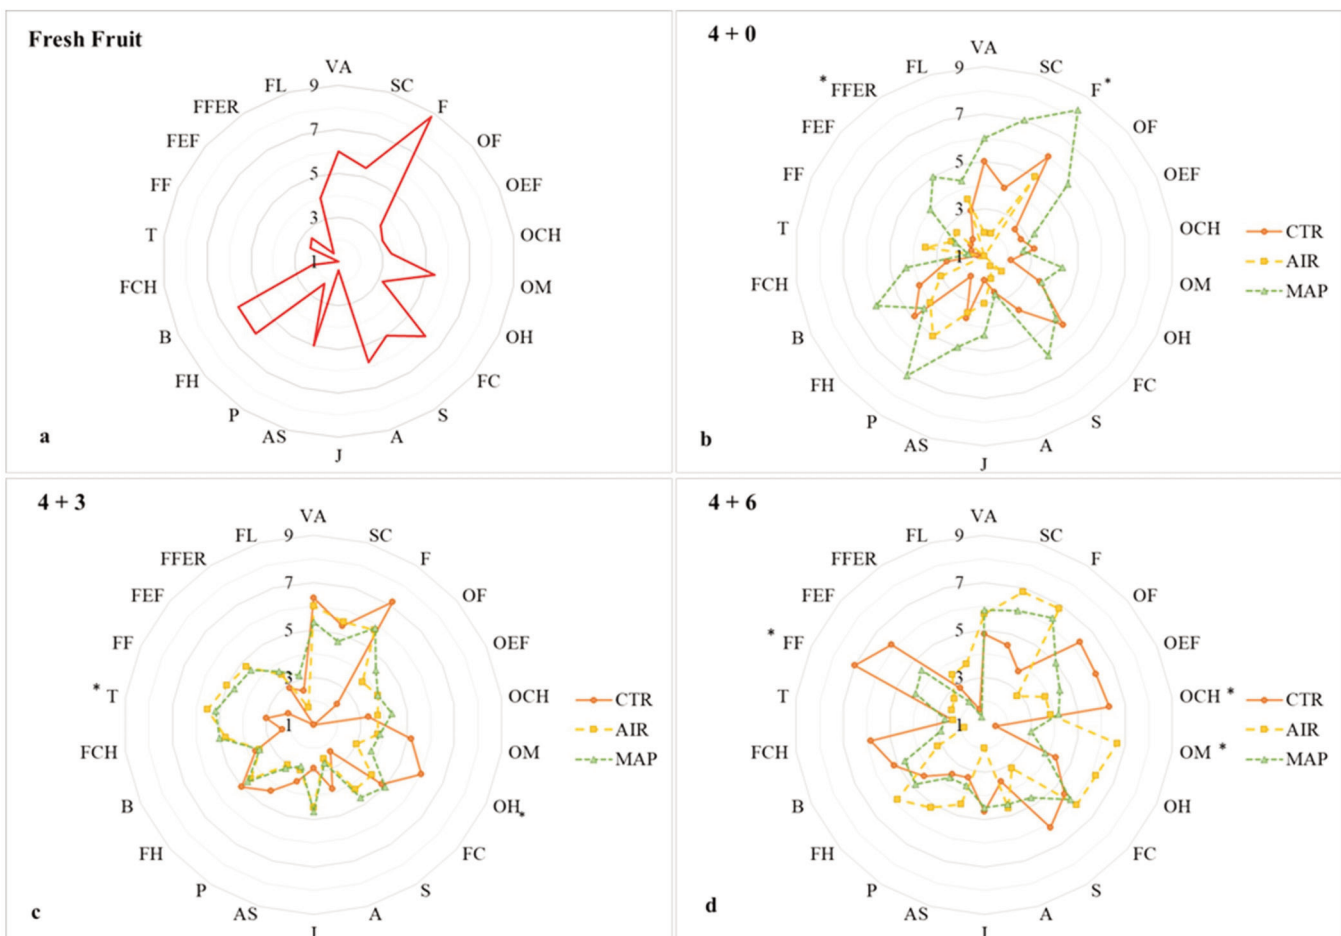 Fresh Fruit
VA
SC
F
OF
OEF
OCH
OM
OH
FC
S
A
J
AS
P
FH
B
FCH
T
FF
FEF
FFER
FL
9
7
5
3
1
a
4 + 0
VA
SC
F*
OF
OEF
OCH
OM
OH
FC
S
A
J
AS
P
FH
B
FCH
T
FF
FEF
*FFER
FL
9
7
5
3
1
CTR
AIR
MAP
b
4 + 3
VA
SC
F
OF
OEF
OCH
OM
OH*
FC
S
A
AS
P
FH
B
FCH
* T
FF
FEF
FFER
FL
9
7
5
3
1
CTR
AIR
MAP
c
4 + 6
VA
SC
F
OF
OEF
OCH *
OM *
OH
FC
S
A
AS
P
FH
B
FCH
T
* FF
FEF
FFER
FL
9
7
5
3
1
CTR
AIR
MAP
d